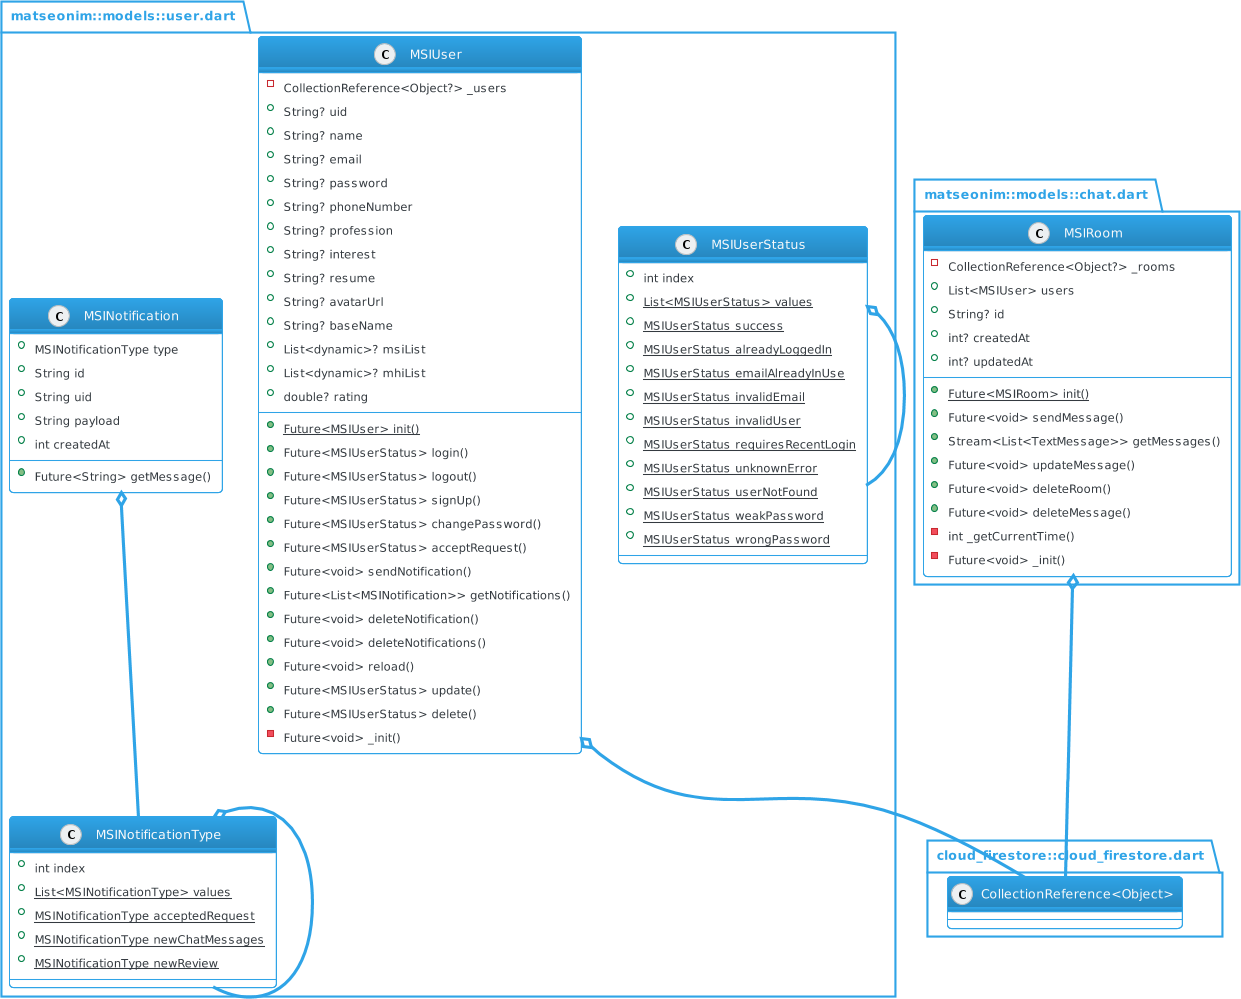 matseonim::models::user.dart
C MSIUser
CollectionReference<Object?> _users
String? uid
String? name
String? email
String? password
String? phoneNumber
String? profession
String? interest
String? resume
String? avatarUrl
String? baseName
List<dynamic>? msiList
List<dynamic>? mhiList
double? rating
Future<MSIUser> init()
Future<MSIUserStatus> login()
Future<MSIUserStatus> logout()
Future<MSIUserStatus> signUp()
Future<MSIUserStatus> changePassword()
Future<MSIUserStatus> acceptRequest()
Future<void> sendNotification()
Future<List<MSINotification>> getNotifications()
Future<void> deleteNotification()
Future<void> deleteNotifications()
Future<void> reload()
Future<MSIUserStatus> update()
Future<MSIUserStatus> delete()
Future<void> _init()
C MSINotification
MSINotificationType type
String id
String uid
String payload
int createdAt
Future<String> getMessage()
C MSIUserStatus
int index
List<MSIUserStatus> values
MSIUserStatus success
MSIUserStatus alreadyLoggedIn
MSIUserStatus emailAlreadyInUse
MSIUserStatus invalidEmail
MSIUserStatus invalidUser
MSIUserStatus requiresRecentLogin
MSIUserStatus unknownError
MSIUserStatus userNotFound
MSIUserStatus weakPassword
MSIUserStatus wrongPassword
matseonim::models::chat.dart
C MSIRoom
CollectionReference<Object?> _rooms
List<MSIUser> users
String? id
int? createdAt
int? updatedAt
Future<MSIRoom> init()
Future<void> sendMessage()
Stream<List<TextMessage>> getMessages()
Future<void> updateMessage()
Future<void> deleteRoom()
Future<void> deleteMessage()
int _getCurrentTime()
Future<void> _init()
C MSINotificationType
int index
List<MSINotificationType> values
MSINotificationType acceptedRequest
MSINotificationType newChatMessages
MSINotificationType newReview
cloud_firestore::cloud_firestore.dart
C CollectionReference<Object>